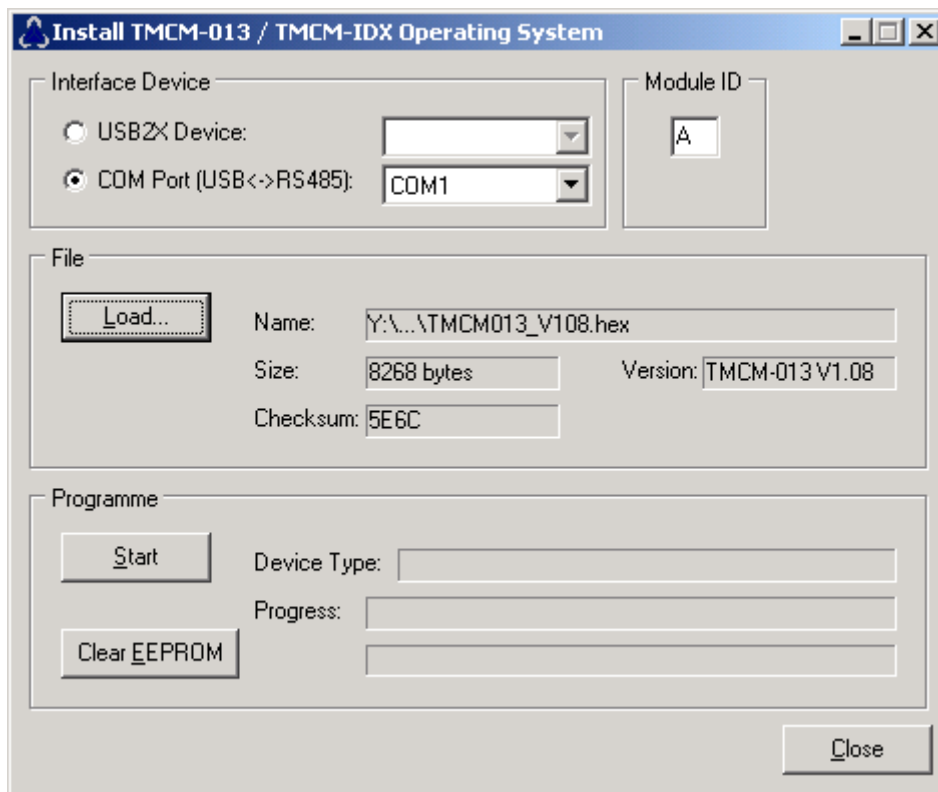 Install TMCM-013 / TMCM-IDX Operating System
Interface Device
Module ID
USB2X Device:
A
COM Port (USB<->RS485):
COM1
File
Load...
Name:
Y:\...\TMCM013_V108.hex
Size:
8268 bytes
Version:
TMCM-013 V1.08
Checksum:
5E6C
Programme
Start
Device Type:
Progress:
Clear EEPROM
Close